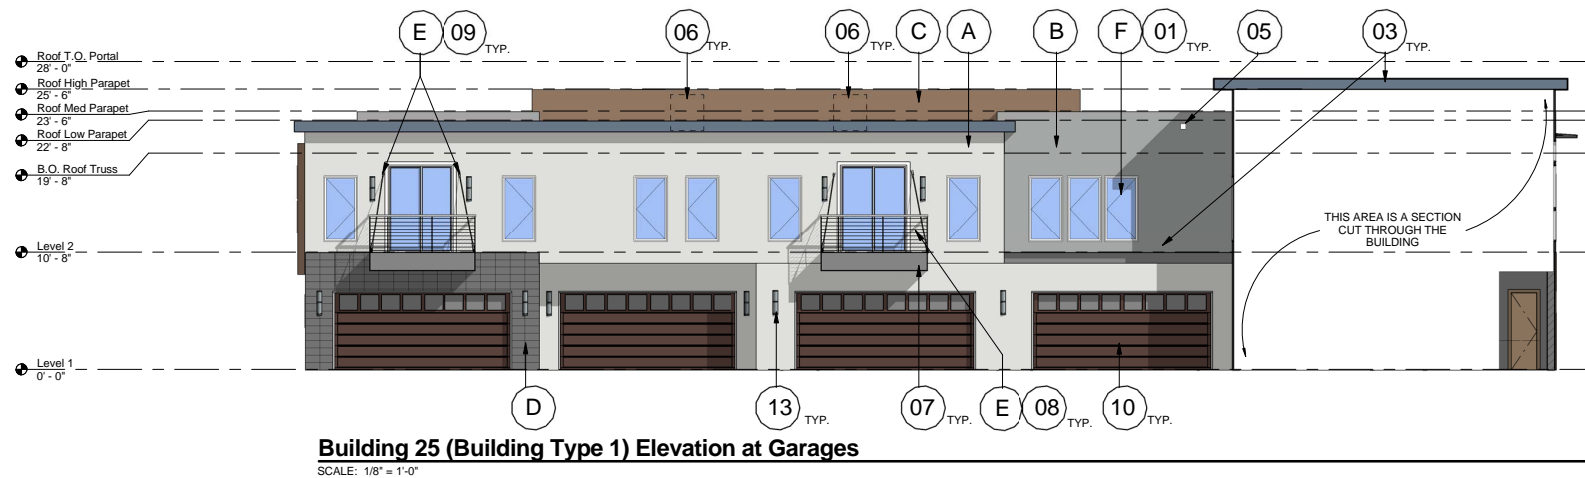 E 09 TYP.
06 TYP.
06 TYP.
C
A
B
F 01 TYP.
05
03 TYP.
Roof T.O. Portal
28' - 0"
Roof High Parapet
25' - 6"
Roof Med Parapet
23' - 6"
Roof Low Parapet
22' - 8"
B.O. Roof Truss
19' - 8"
Level 2
10' - 8"
Level 1
0' - 0"
THIS AREA IS A SECTION
CUT THROUGH THE
BUILDING
D
13 TYP.
07 TYP.
E 08 TYP.
10 TYP.
Building 25 (Building Type 1) Elevation at Garages
SCALE: 1/8" = 1'-0"